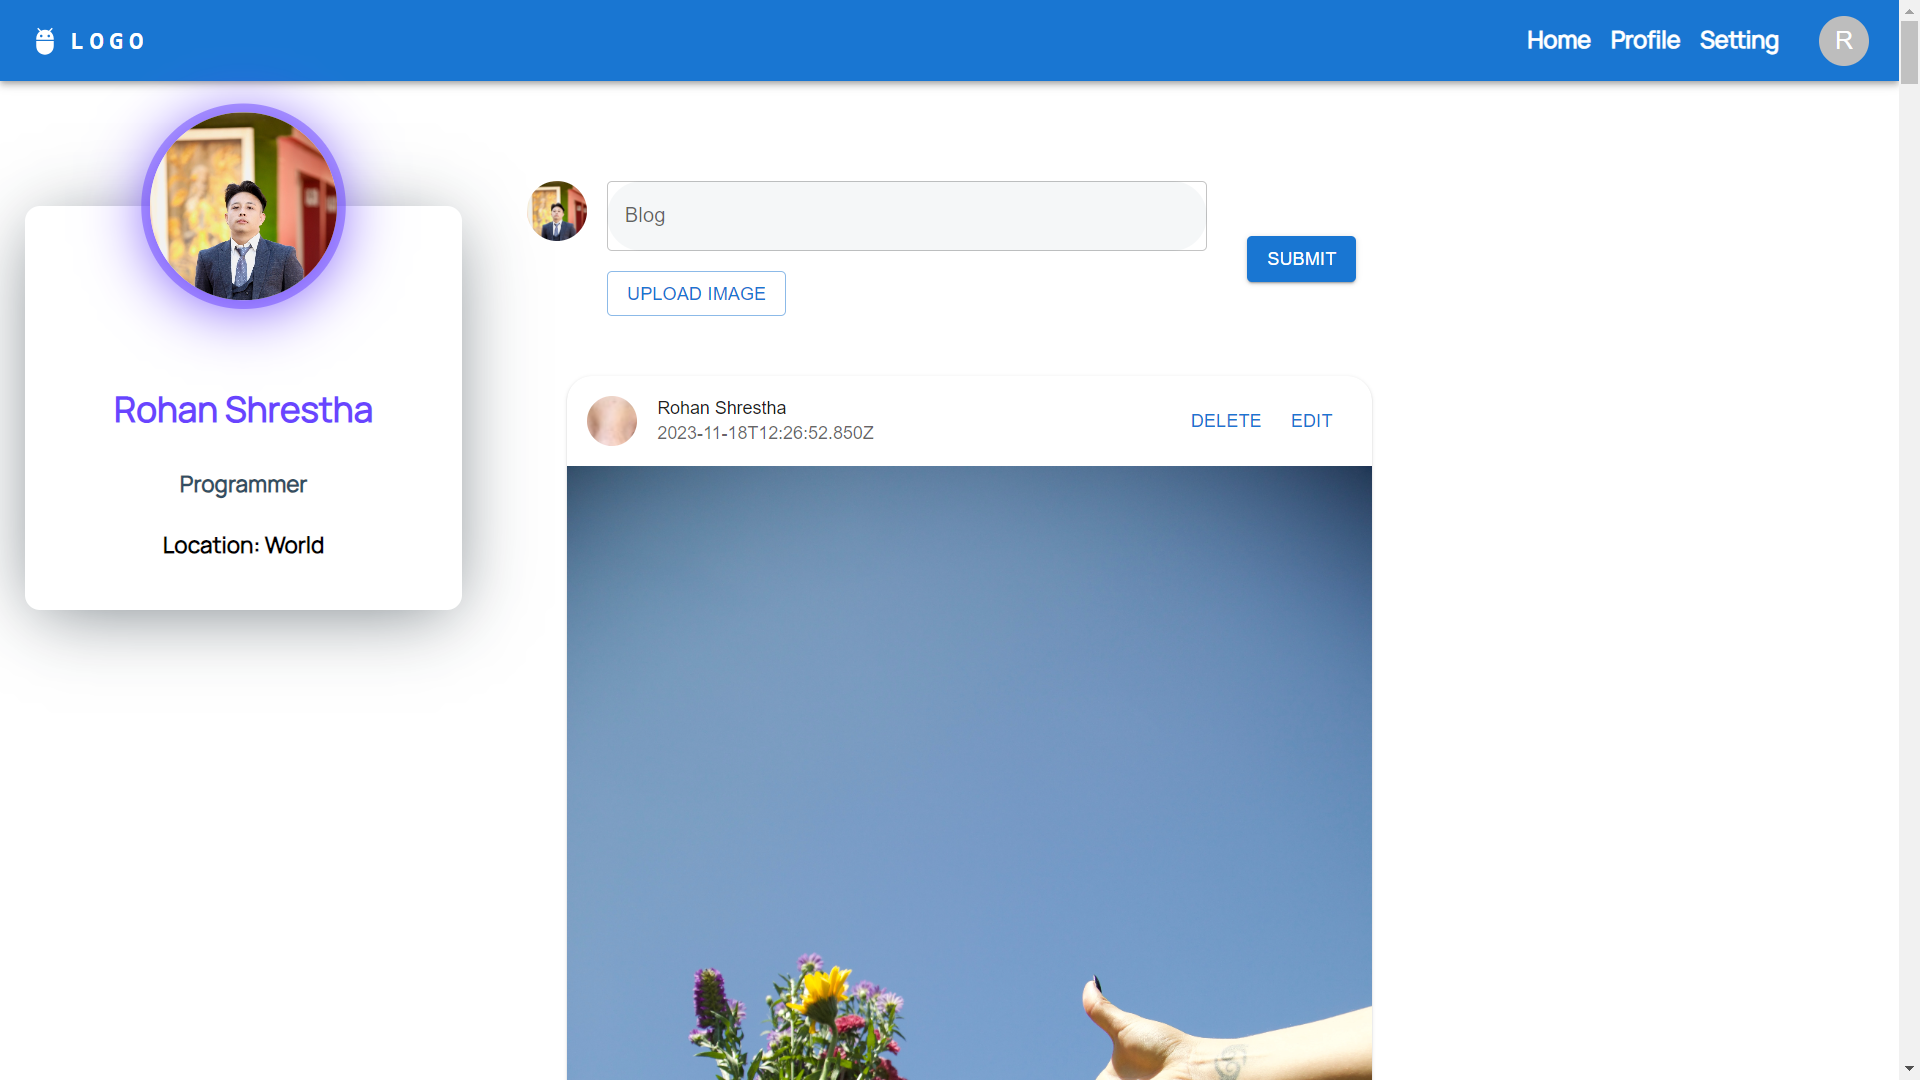 LOGO
Home Profile Setting R
Blog
SUBMIT
UPLOAD IMAGE
Rohan Shrestha
Programmer
Location: World
Rohan Shrestha
2023-11-18T12:26:52.850Z
DELETE EDIT